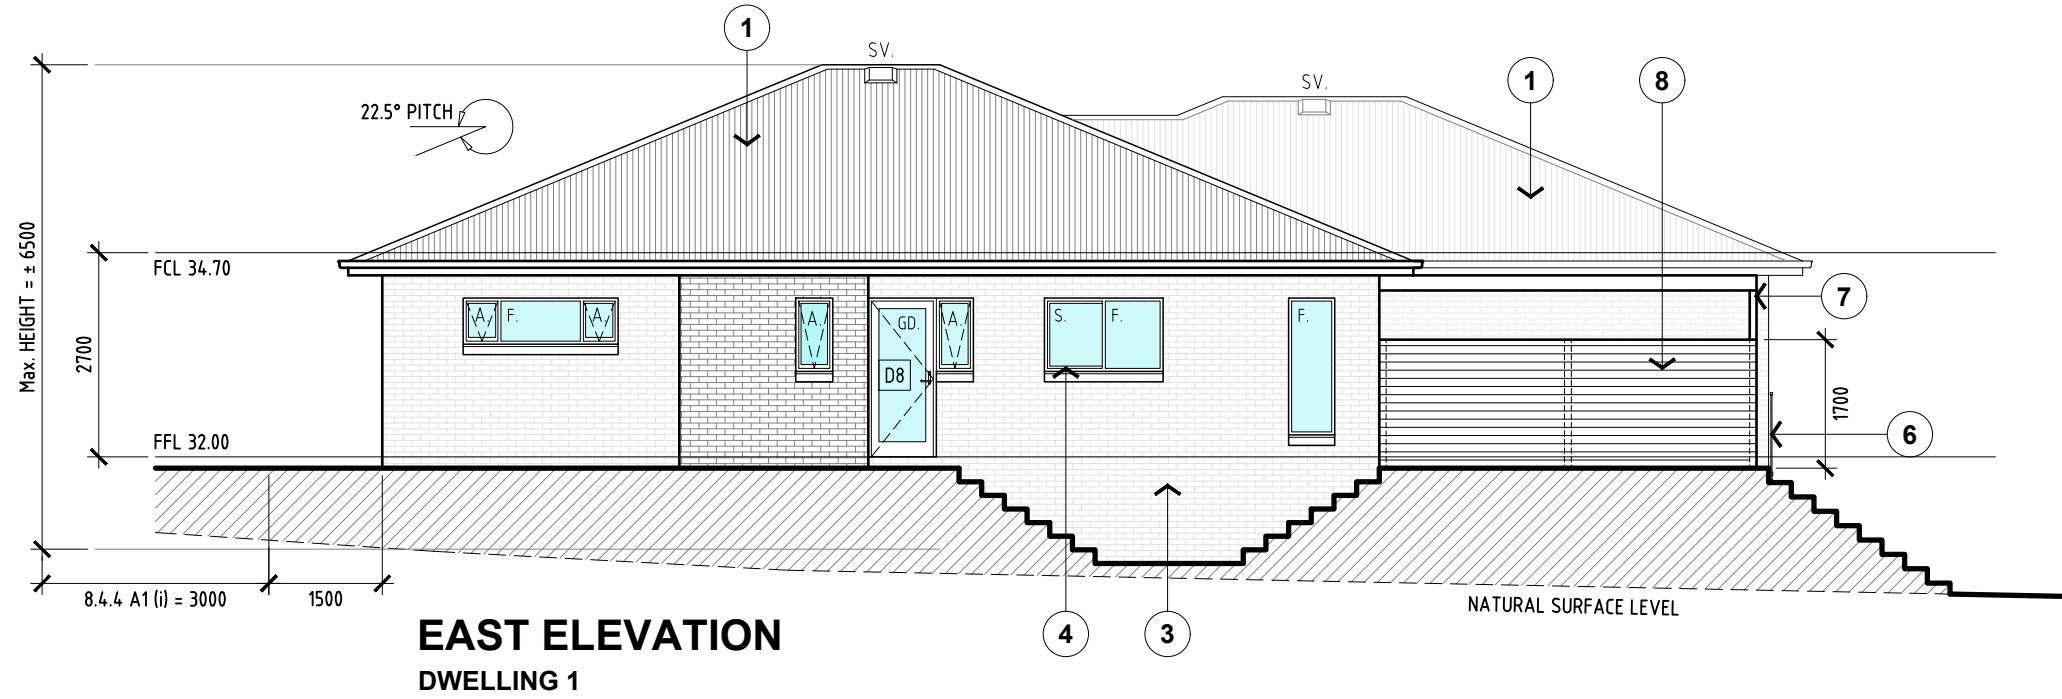 1
SV.
SV.
1
8
22.5° PITCH
Max. HEIGHT = ± 6500
2700
FCL 34.70
7
A. F. A.
A.
GD.
A.
S. F.
F.
D8
1700
6
FFL 32.00
8.4.4 A1 (i) = 3000
1500
NATURAL SURFACE LEVEL
4
3
EAST ELEVATION
DWELLING 1